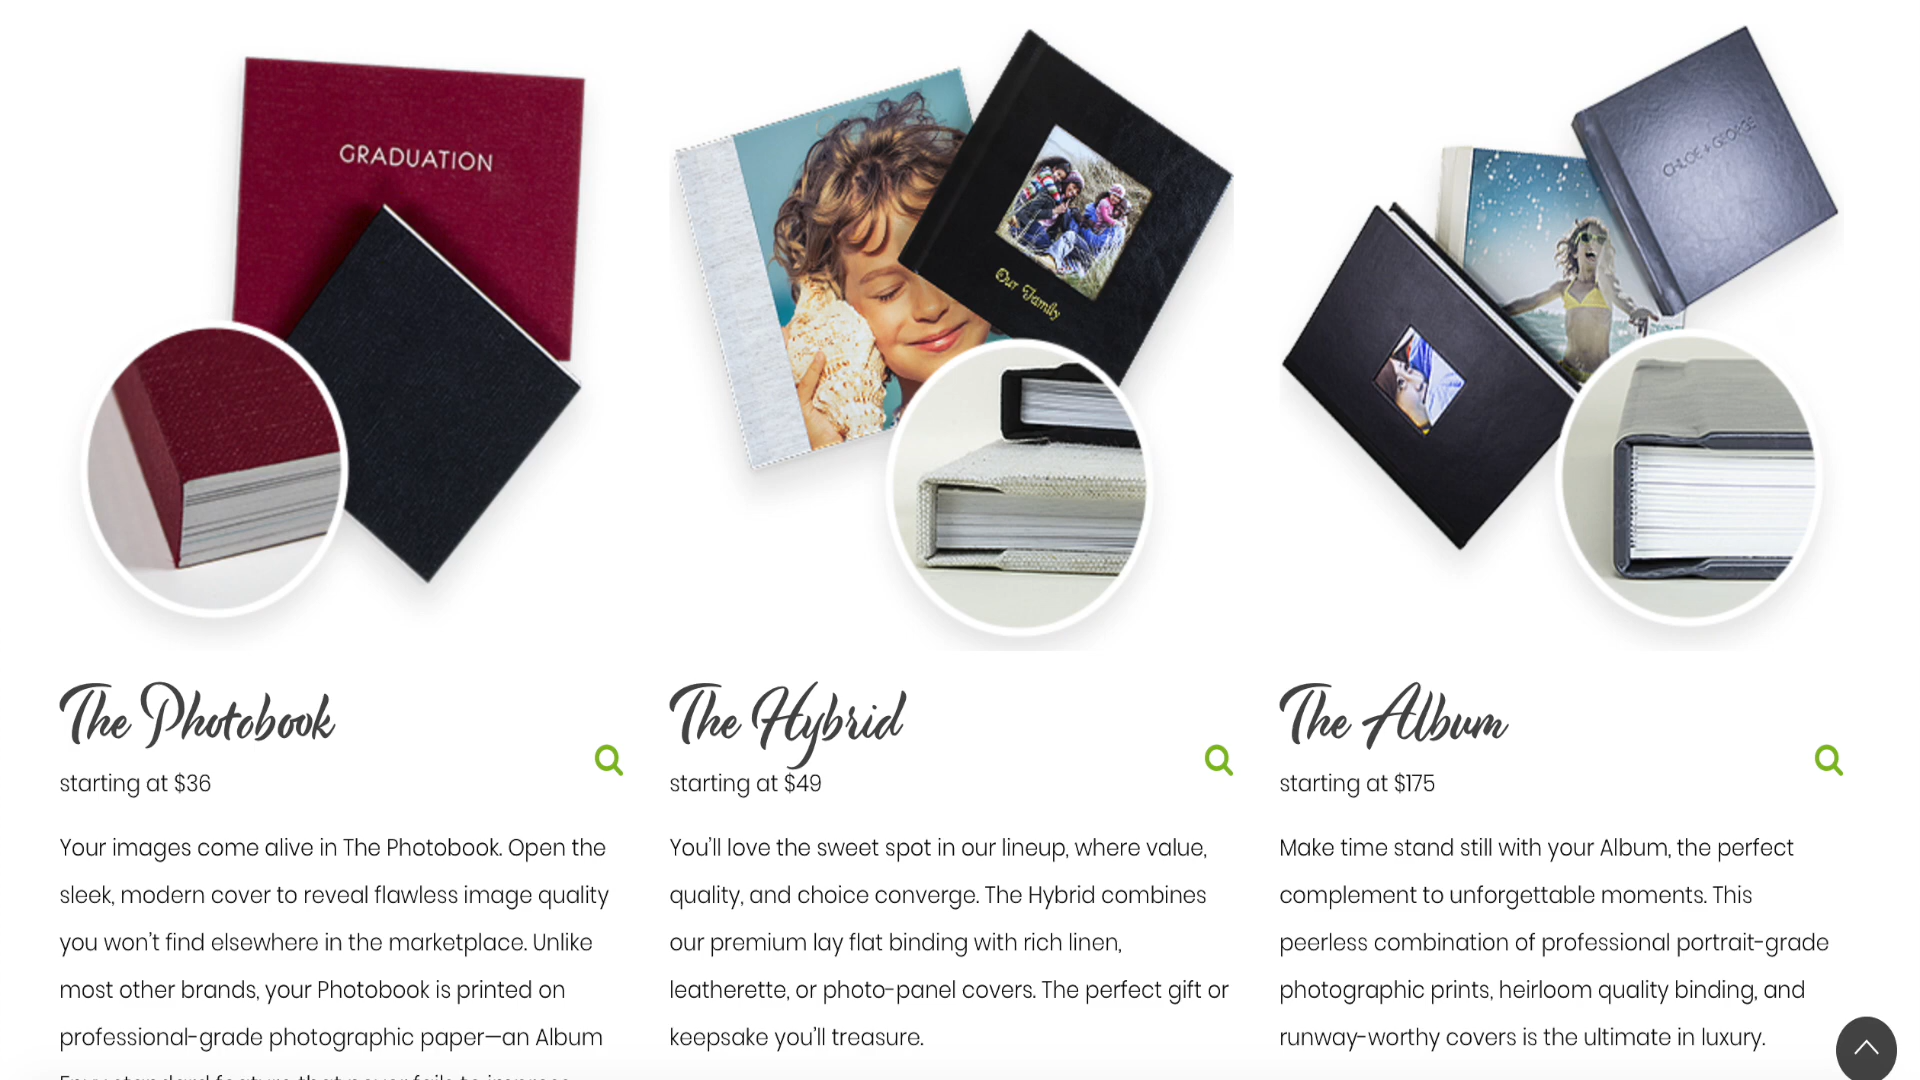 GRADUATION
Our Family
CHLOE + GEORGE
The Photobook
starting at $36
Your images come alive in The Photobook. Open the
sleek, modern cover to reveal flawless image quality
you won’t find elsewhere in the marketplace. Unlike
most other brands, your Photobook is printed on
professional-grade photographic paper—an Album
The Hybrid
starting at $49
You’ll love the sweet spot in our lineup, where value,
quality, and choice converge. The Hybrid combines
our premium lay flat binding with rich linen,
leatherette, or photo-panel covers. The perfect gift or
keepsake you’ll treasure.
The Album
starting at $175
Make time stand still with your Album, the perfect
complement to unforgettable moments. This
peerless combination of professional portrait-grade
photographic prints, heirloom quality binding, and
runway-worthy covers is the ultimate in luxury.